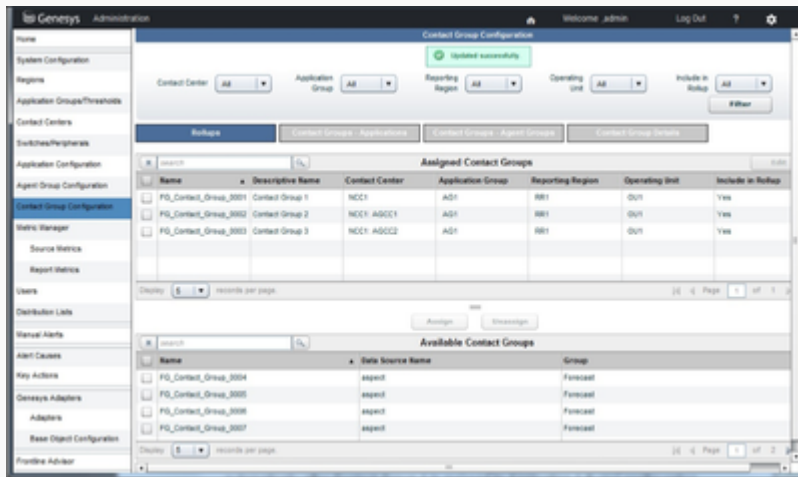 Genesys Administration Welcome ,admin Log Out ?
Contact Group Configuration
Updated successfully.
Home
System Configuration
Regions
Application Groups/Thresholds
Contact Centers
Switches/Peripherals
Application Configuration
Agent Group Configuration
Contact Group Configuration
Metric Manager
Source Metrics
Report Metrics
Users
Distribution Lists
Manual Alerts
Alert Causes
Key Actions
Genesys Adapters
Adapters
Base Object Configuration
Frontline Advisor
Contact Center All
Application Group All
Reporting Region All
Operating Unit All
Include in Rollup All
Filter
Rollups Contact Groups - Applications Contact Groups - Agent Groups Contact Group Details
search Assigned Contact Groups
Name Descriptive Name Contact Center Application Group Reporting Region Operating Unit Include in Rollup
FG_Contact_Group_0001 Contact Group 1 NCC1 AG1 RR1 OU1 Yes
FG_Contact_Group_0002 Contact Group 2 NCC1: AGCC1 AG1 RR1 OU1 Yes
FG_Contact_Group_0003 Contact Group 3 NCC1: AGCC2 AG1 RR1 OU1 Yes
Display 5 records per page. Page 1 of 1
Assign Unassign
search Available Contact Groups
Name Data Source Name Group
FG_Contact_Group_0004 aspect Forecast
FG_Contact_Group_0005 aspect Forecast
FG_Contact_Group_0006 aspect Forecast
FG_Contact_Group_0007 aspect Forecast
Display 5 records per page. Page 1 of 2